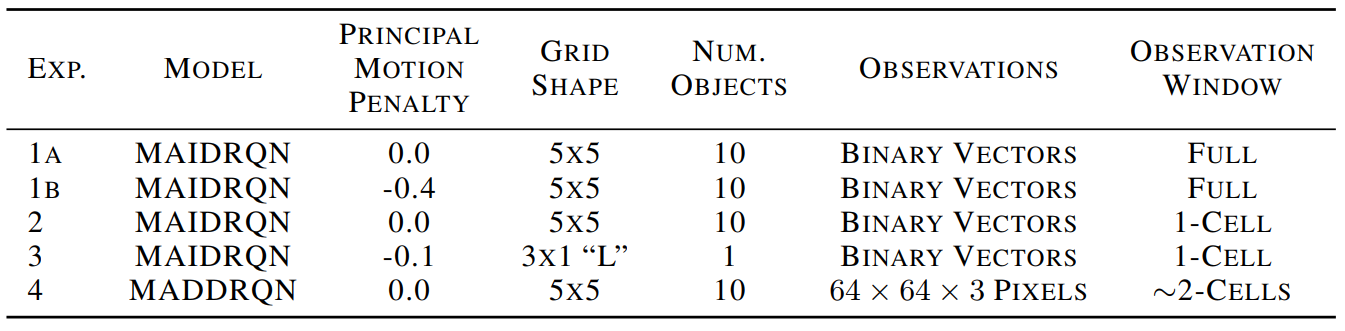 EXP. MODEL PRINCIPAL MOTION PENALTY GRID SHAPE NUM. OBJECTS OBSERVATIONS OBSERVATION WINDOW
1A MAIDRQN 0.0 5X5 10 BINARY VECTORS FULL
1B MAIDRQN -0.4 5X5 10 BINARY VECTORS FULL
2 MAIDRQN 0.0 5X5 10 BINARY VECTORS 1-CELL
3 MAIDRQN -0.1 3X1 “L” 1 BINARY VECTORS 1-CELL
4 MADDRQN 0.0 5X5 10 64 × 64 × 3 PIXELS ∼2-CELLS